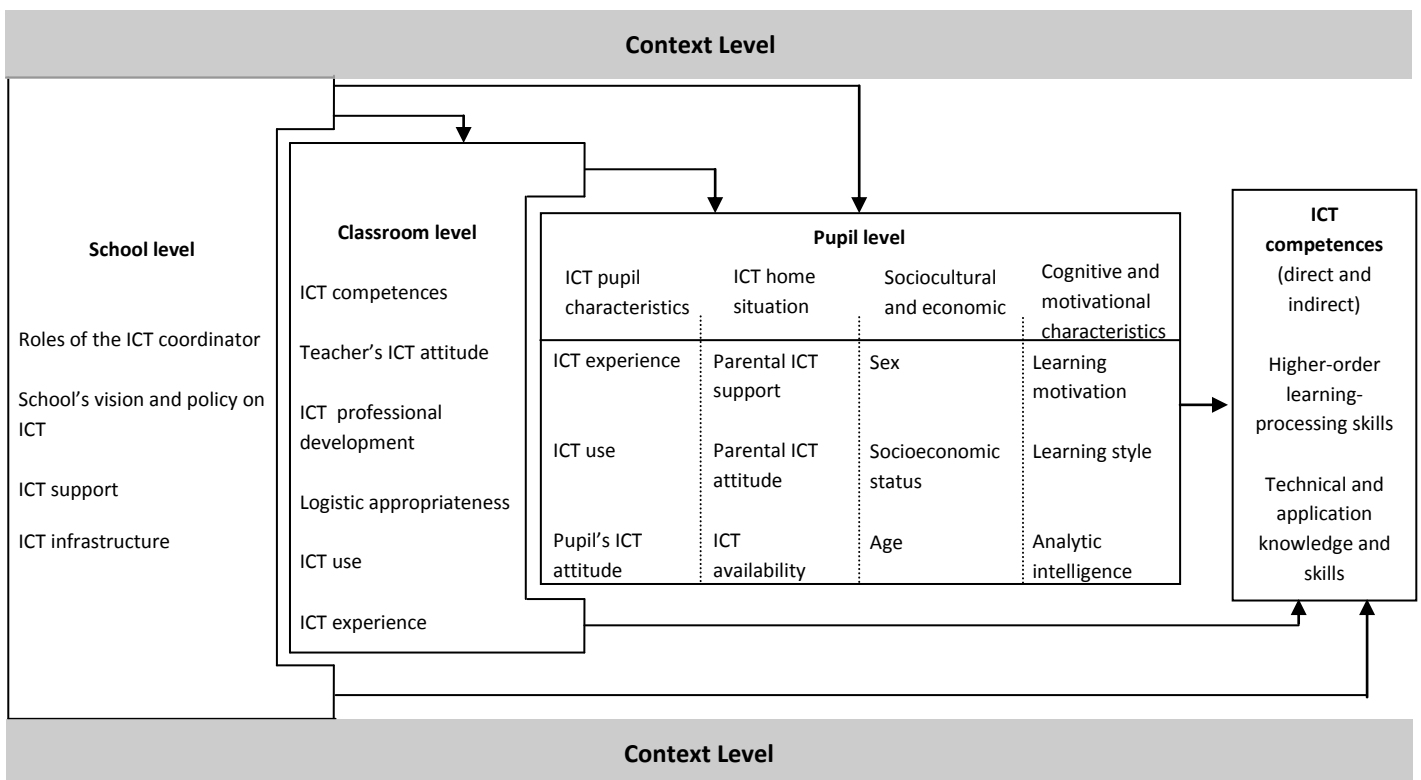 Context Level
School level
Roles of the ICT coordinator
School’s vision and policy on
ICT
ICT support
ICT infrastructure
Classroom level
ICT competences
Teacher’s ICT attitude
ICT professional
development
Logistic appropriateness
ICT use
ICT experience
Pupil level
ICT pupil
characteristics
ICT home
situation
Sociocultural
and economic
Cognitive and
motivational
characteristics
ICT experience
Parental ICT
support
Sex
Learning
motivation
ICT use
Parental ICT
attitude
Socioeconomic
status
Learning style
Pupil’s ICT
attitude
ICT
availability
Age
Analytic
intelligence
ICT
competences
(direct and
indirect)
Higher-order
learning-
processing skills
Technical and
application
knowledge and
skills
Context Level